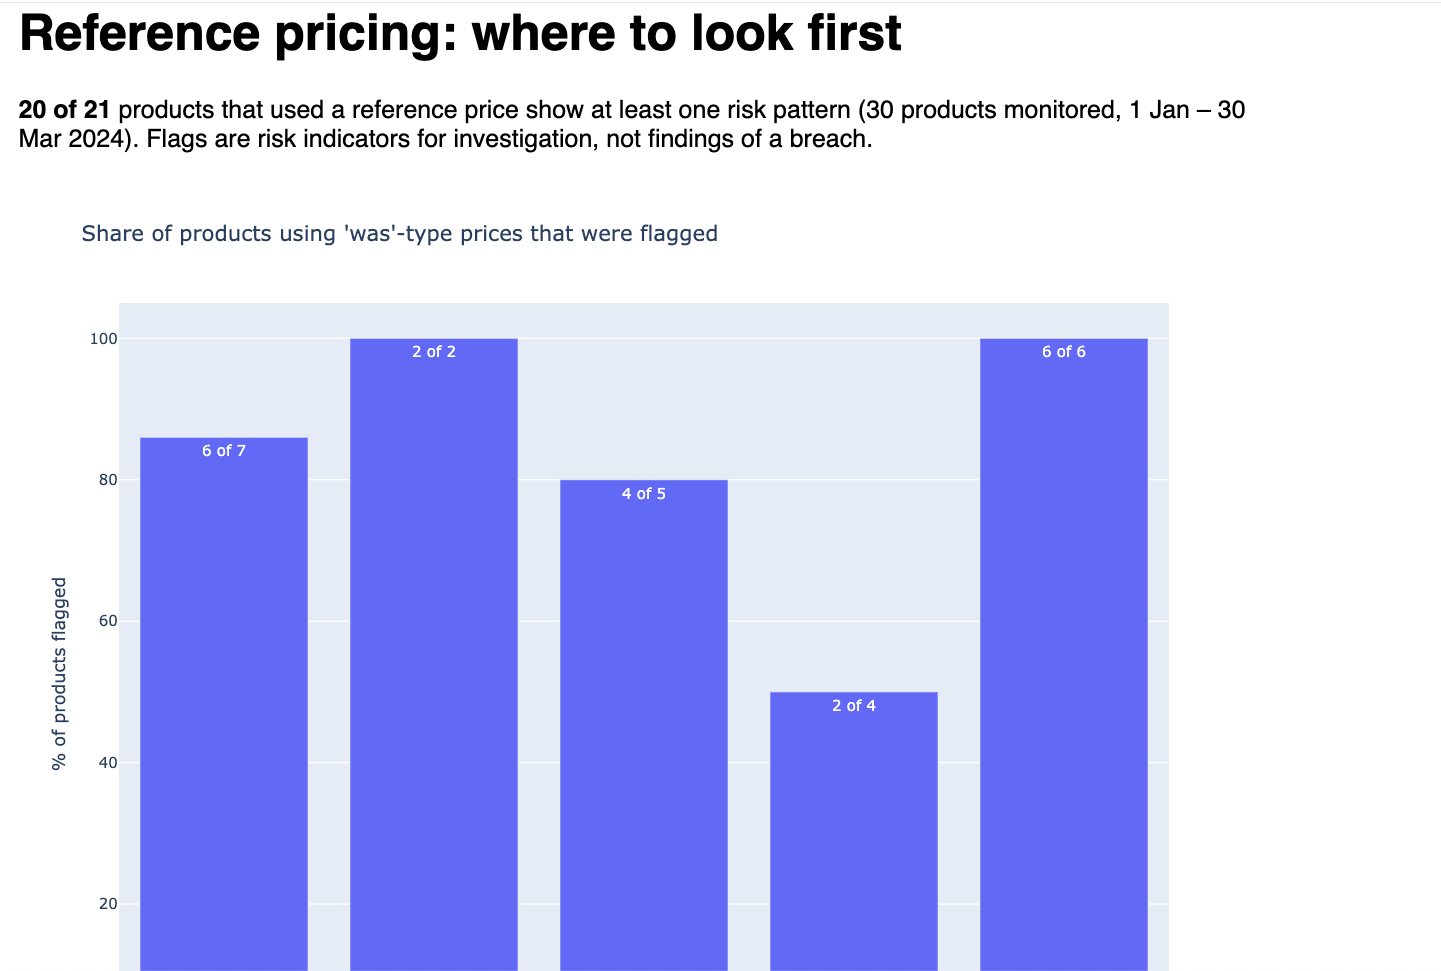 Reference pricing: where to look first
20 of 21 products that used a reference price show at least one risk pattern (30 products monitored, 1 Jan – 30
Mar 2024). Flags are risk indicators for investigation, not findings of a breach.
Share of products using 'was'-type prices that were flagged
100
80
60
40
20
% of products flagged
6 of 7
2 of 2
4 of 5
2 of 4
6 of 6